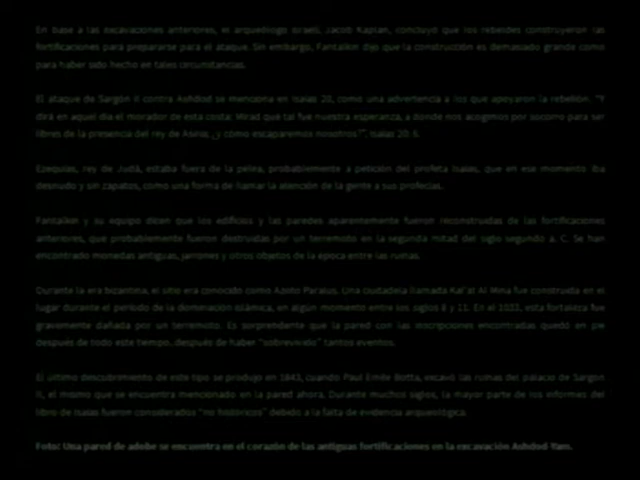 En base a las excavaciones anteriores, el arqueólogo israelí, Jacob Kaplan, concluyó que los rebeldes construyeron las
fortificaciones para prepararse para el ataque. Sin embargo, Fantalkin dijo que la construcción es demasiado grande como
para haber sido hecho en tales circunstancias.
El ataque de Sargón II contra Ashdod se menciona en Isaías 20, como una advertencia a los que apoyaron la rebelión. "Y
dirá en aquel día el morador de esta costa: Mirad que tal fue nuestra esperanza, a donde nos acogimos por socorro para ser
libres de la presencia del rey de Asiria; ¿y cómo escaparemos nosotros?". Isaías 20: 6.
Ezequías, rey de Judá, estaba fuera de la pelea, probablemente a petición del profeta Isaías, que en ese momento iba
desnudo y sin zapatos, como una forma de llamar la atención de la gente a sus profecías.
Fantalkin y su equipo dicen que los edificios y las paredes aparentemente fueron reconstruidas de las fortificaciones
anteriores, que probablemente fueron destruidas por un terremoto en la segunda mitad del siglo segundo a. C. Se han
encontrado monedas antiguas, jarrones y otros objetos de la época entre las ruinas.
Durante la era bizantina, el sitio era conocido como Azoto Paralus. Una ciudadela llamada Kal'at Al Mina fue construida en el
lugar durante el período de la dominación islámica, en algún momento entre los siglos 8 y 11. En el 1033, esta fortaleza fue
gravemente dañada por un terremoto. Es sorprendente que la pared con las inscripciones encontradas quedó en pie
después de todo este tiempo, después de haber "sobrevivido" tantos eventos.
El último descubrimiento de este tipo se produjo en 1843, cuando Paul Emile Botta, excavó las ruinas del palacio de Sargón
II, el mismo que se encuentra mencionado en la pared ahora. Durante muchos siglos, la mayor parte de los informes del
libro de Isaías fueron considerados "no históricos" debido a la falta de evidencia arqueológica.
Foto: Una pared de adobe se encuentra en el corazón de las antiguas fortificaciones en la excavación Ashdod-Yam.